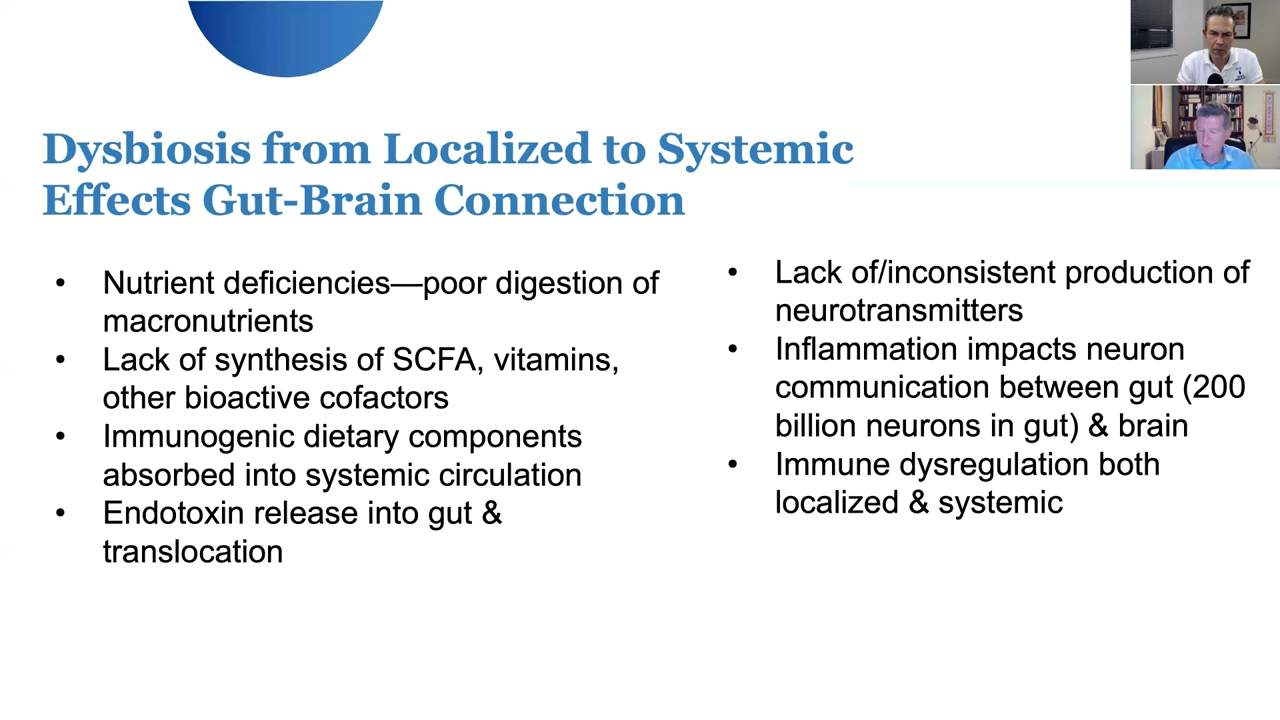 Dysbiosis from Localized to Systemic
Effects Gut-Brain Connection
• Nutrient deficiencies—poor digestion of
macronutrients
• Lack of synthesis of SCFA, vitamins,
other bioactive cofactors
• Immunogenic dietary components
absorbed into systemic circulation
• Endotoxin release into gut &
translocation
• Lack of/inconsistent production of
neurotransmitters
• Inflammation impacts neuron
communication between gut (200
billion neurons in gut) & brain
• Immune dysregulation both
localized & systemic